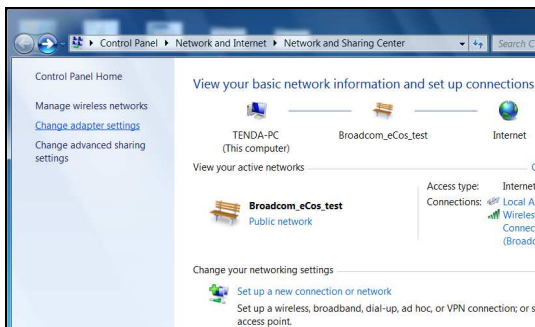 Control Panel Network and Internet Network and Sharing Center
Search C
Control Panel Home
Manage wireless networks
Change adapter settings
Change advanced sharing
settings
View your basic network information and set up connections
TENDA-PC
(This computer)
Broadcom_eCos_test
Internet
View your active networks
C
Broadcom_eCos_test
Public network
Access type: Internet
Connections: Local A
Wireles
Connec
(Broadc
Change your networking settings
Set up a new connection or network
Set up a wireless, broadband, dial-up, ad hoc, or VPN connection; or s
access point.